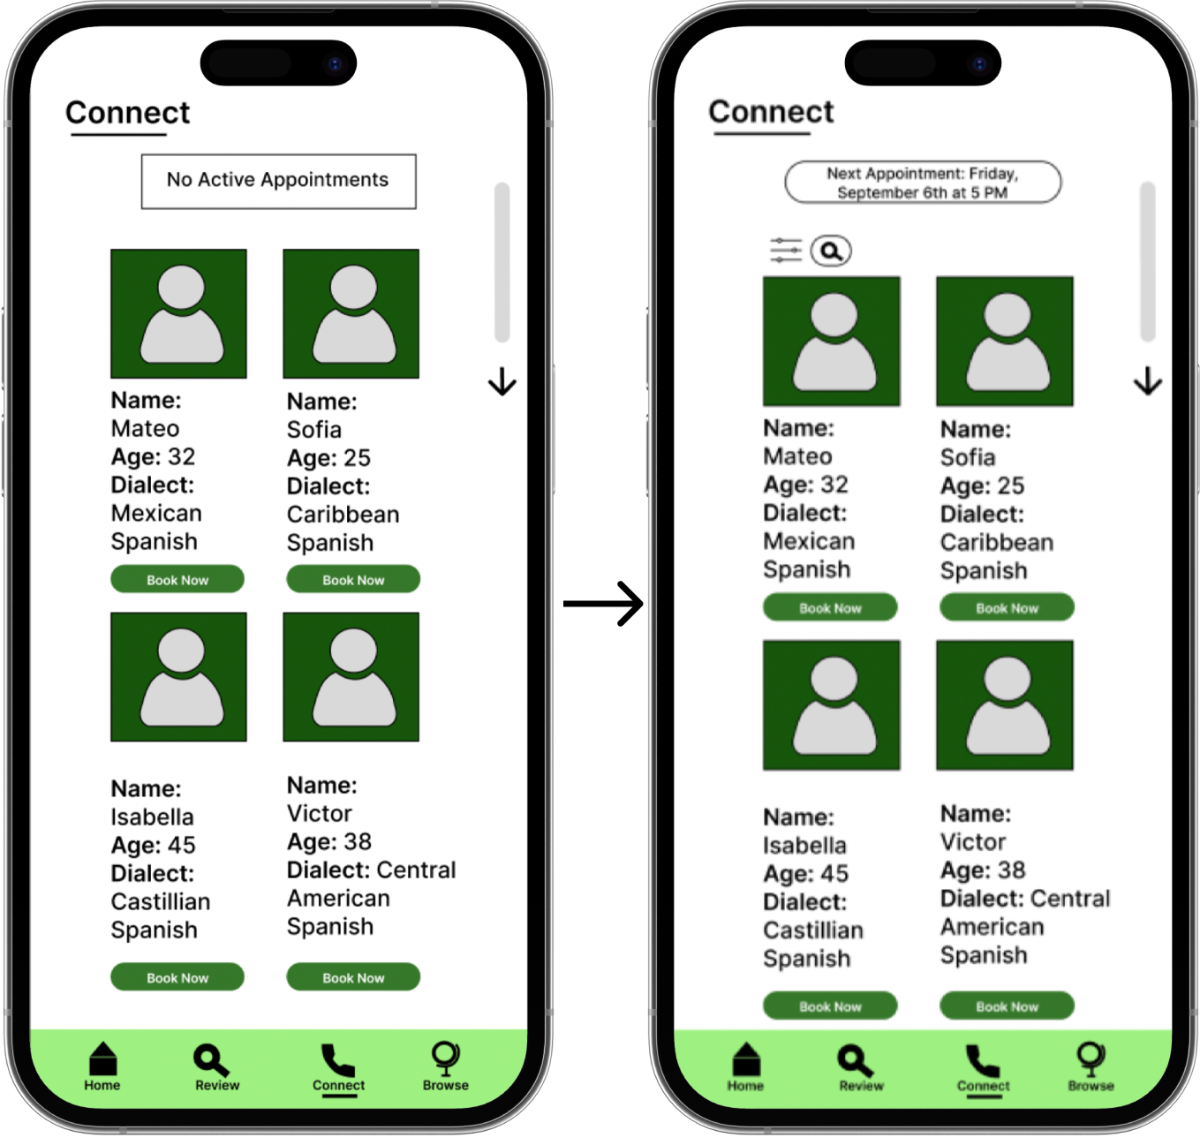 Connect
No Active Appointments
Name:
Mateo
Age: 32
Dialect:
Mexican
Spanish
Book Now
Name:
Sofia
Age: 25
Dialect:
Caribbean
Spanish
Book Now
Name:
Isabella
Age: 45
Dialect:
Castillian
Spanish
Book Now
Name:
Victor
Age: 38
Dialect: Central
American
Spanish
Book Now
Home
Review
Connect
Browse
Connect
Next Appointment: Friday,
September 6th at 5 PM
Name:
Mateo
Age: 32
Dialect:
Mexican
Spanish
Book Now
Name:
Sofia
Age: 25
Dialect:
Caribbean
Spanish
Book Now
Name:
Isabella
Age: 45
Dialect:
Castillian
Spanish
Book Now
Name:
Victor
Age: 38
Dialect: Central
American
Spanish
Book Now
Home
Review
Connect
Browse